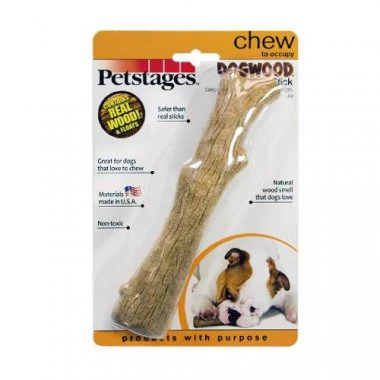 chew
to occupy
Petstages
DOGWOOD
stick
CONTAINS
REAL
WOOD!
& FLOATS
Safer than
real sticks
Great for dogs
that love to chew
Materials
made in U.S.A.
Natural
wood smell
that dogs love
Non-toxic
products with purpose